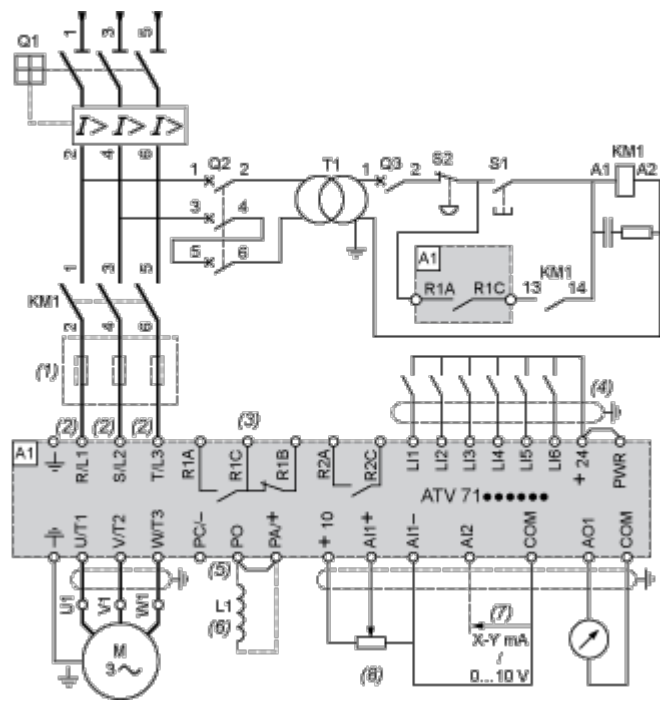 Q1
1 3 5
I> I> I>
2 4 6
1 Q2 2
3 4
5 6
T1
1 Q3 2
S2
S1
KM1
A1 A2
A1
R1A R1C
KM1
13 14
1 3 5
KM1
2 4 6
(1)
(2) (2) (2)
(3)
(4)
A1
R/L1 S/L2 T/L3 R1A R1C R1B R2A R2C LI1 LI2 LI3 LI4 LI5 LI6 + 24 PWR
ATV 71●●●●●●
U/T1 V/T2 W/T3 PC/– PO PA/+ + 10 AI1+ AI1– AI2 COM AO1 COM
(5)
U1 V1 W1
L1
(6)
(7)
X-Y mA
/
0...10 V
(8)
M
3 ~